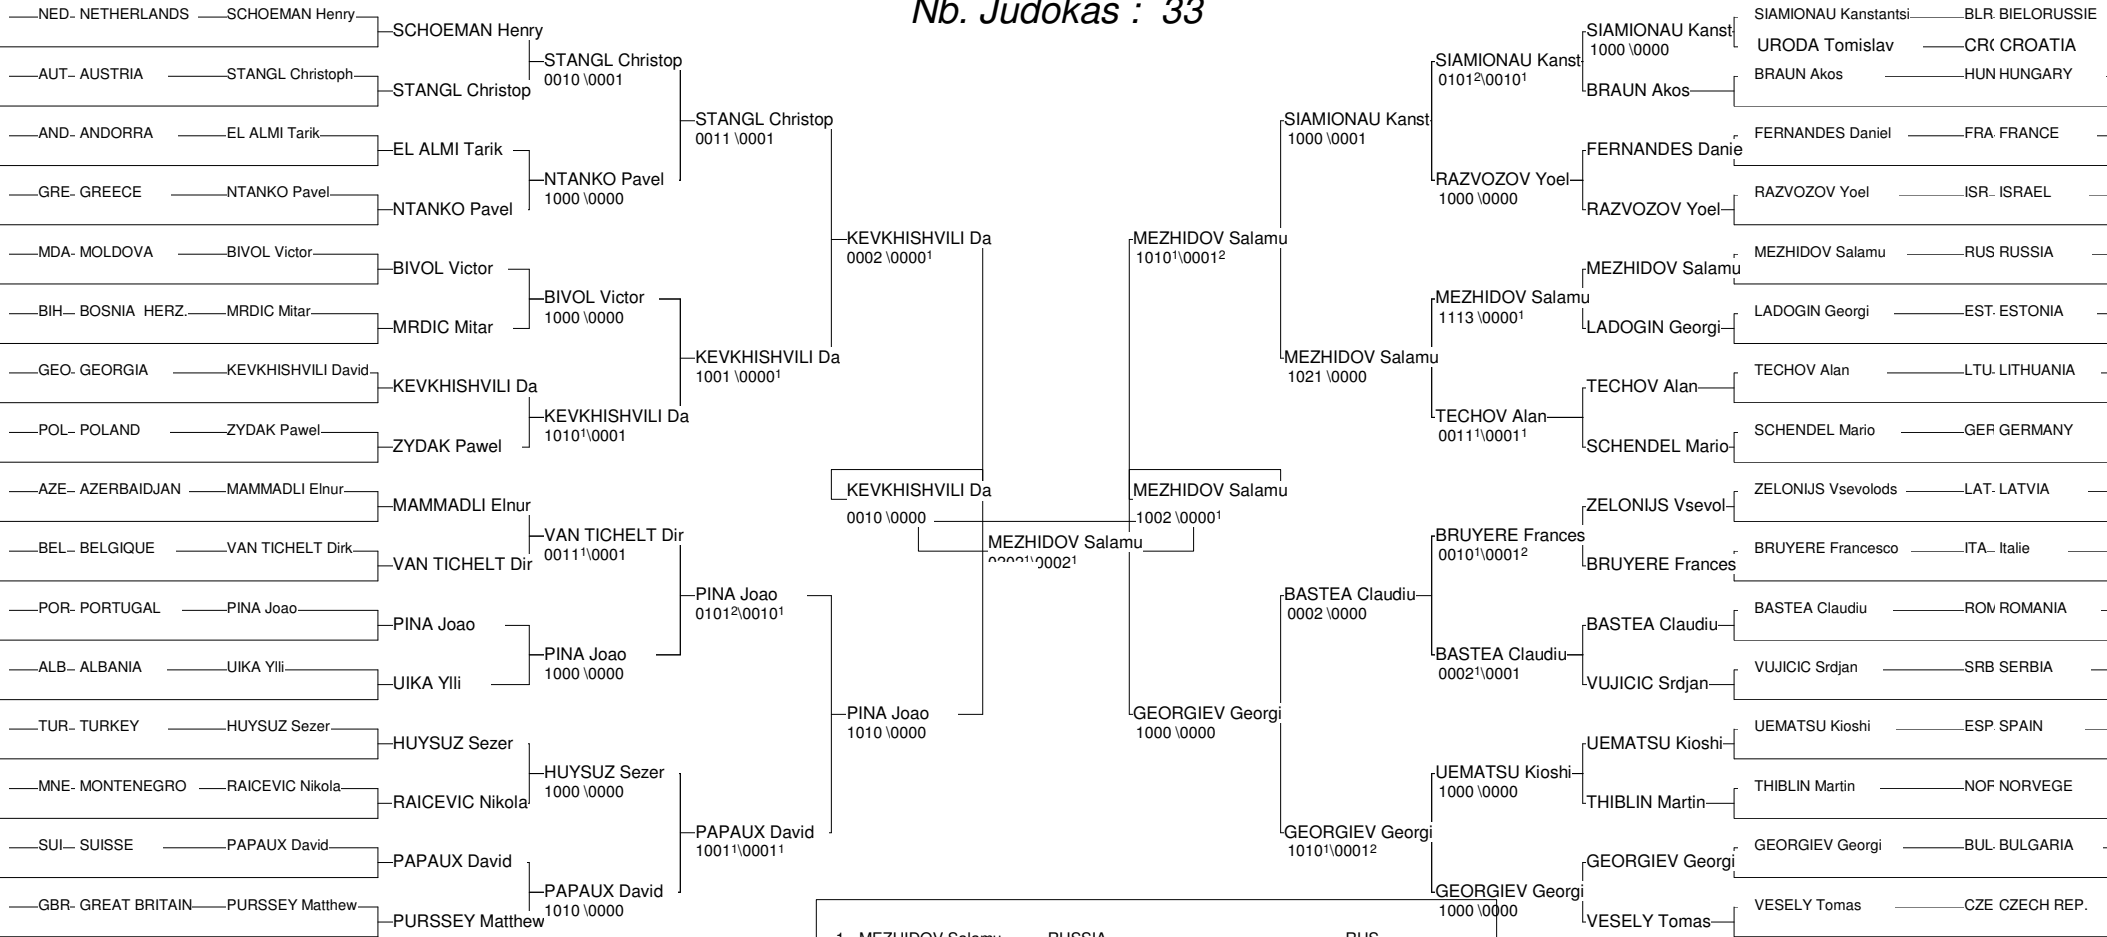 Nb. Judokas : 33
NED NETHERLANDS SCHOEMAN Henry
AUT AUSTRIA STANGL Christoph
AND ANDORRA EL ALMI Tarik
GRE GREECE NTANKO Pavel
MDA MOLDOVA BIVOL Victor
BIH BOSNIA HERZ. MRDIC Mitar
GEO GEORGIA KEVKHISHVILI David
POL POLAND ZYDAK Pawel
AZE AZERBAIDJAN MAMMADLI Elnur
BEL BELGIQUE VAN TICHELT Dirk
POR PORTUGAL PINA Joao
ALB ALBANIA UIKA Ylli
TUR TURKEY HUYSUZ Sezer
MNE MONTENEGRO RAICEVIC Nikola
SUI SUISSE PAPAUX David
GBR GREAT BRITAIN PURSSEY Matthew
SCHOEMAN Henry
STANGL Christop
EL ALMI Tarik
NTANKO Pavel
BIVOL Victor
MRDIC Mitar
KEVKHISHVILI Da
ZYDAK Pawel
MAMMADLI Elnur
VAN TICHELT Dir
PINA Joao
UIKA Ylli
HUYSUZ Sezer
RAICEVIC Nikola
PAPAUX David
PURSSEY Matthew
STANGL Christop
0010 \0001
NTANKO Pavel
1000 \0000
BIVOL Victor
1000 \0000
KEVKHISHVILI Da
1010¹\0001
VAN TICHELT Dir
0011¹\0001
PINA Joao
1000 \0000
HUYSUZ Sezer
1000 \0000
PAPAUX David
1010 \0000
STANGL Christop
0011 \0001
KEVKHISHVILI Da
1001 \0000¹
PINA Joao
0101²\0010¹
PAPAUX David
1001¹\0001¹
KEVKHISHVILI Da
0002 \0000¹
PINA Joao
1010 \0000
KEVKHISHVILI Da
0010 \0000
MEZHIDOV Salamu
MEZHIDOV Salamu
1002 \0000¹
MEZHIDOV Salamu
1010¹\0001²
GEORGIEV Georgi
1000 \0000
SIAMIONAU Kanst
1000 \0001
MEZHIDOV Salamu
1021 \0000
BASTEA Claudiu
0002 \0000
GEORGIEV Georgi
1010¹\0001²
SIAMIONAU Kanst
0101²\0010¹
RAZVOZOV Yoel
1000 \0000
MEZHIDOV Salamu
1113 \0000¹
TECHOV Alan
0011¹\0001¹
BRUYERE Frances
0010¹\0001²
BASTEA Claudiu
0002¹\0001
UEMATSU Kioshi
1000 \0000
GEORGIEV Georgi
1000 \0000
SIAMIONAU Kanst
1000 \0000
BRAUN Akos
FERNANDES Danie
RAZVOZOV Yoel
MEZHIDOV Salamu
LADOGIN Georgi
TECHOV Alan
SCHENDEL Mario
ZELONIJS Vsevol
BRUYERE Frances
BASTEA Claudiu
VUJICIC Srdjan
UEMATSU Kioshi
THIBLIN Martin
GEORGIEV Georgi
VESELY Tomas
SIAMIONAU Kanstantsi BLR BIELORUSSIE
URODA Tomislav CRO CROATIA
BRAUN Akos HUN HUNGARY
FERNANDES Daniel FRA FRANCE
RAZVOZOV Yoel ISR ISRAEL
MEZHIDOV Salamu RUS RUSSIA
LADOGIN Georgi EST ESTONIA
TECHOV Alan LTU LITHUANIA
SCHENDEL Mario GER GERMANY
ZELONIJS Vsevolods LAT LATVIA
BRUYERE Francesco ITA Italie
BASTEA Claudiu ROM ROMANIA
VUJICIC Srdjan SRB SERBIA
UEMATSU Kioshi ESP SPAIN
THIBLIN Martin NOR NORVEGE
GEORGIEV Georgi BUL BULGARIA
VESELY Tomas CZE CZECH REP.
1 MEZHIDOV Salamu RUSSIA RUS